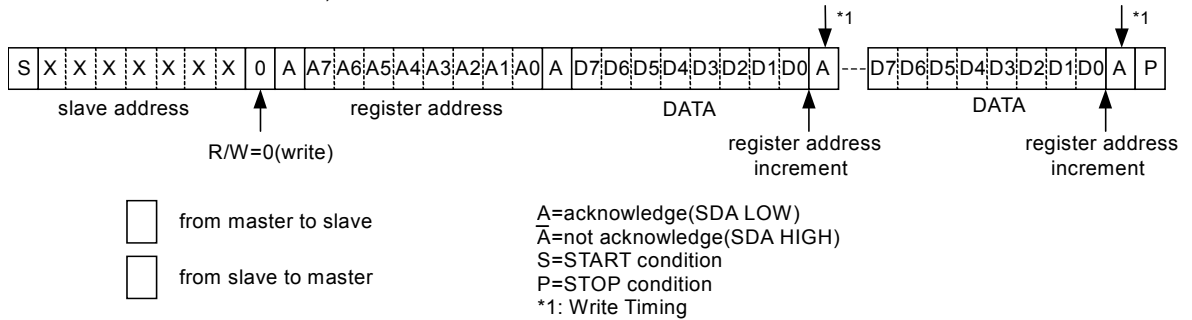 *1 *1
S X X X X X X X 0 A A7 A6 A5 A4 A3 A2 A1 A0 A D7 D6 D5 D4 D3 D2 D1 D0 A D7 D6 D5 D4 D3 D2 D1 D0 A P
slave address register address DATA DATA
R/W=0(write)
register address
increment
register address
increment
from master to slave
from slave to master
A=acknowledge(SDA LOW)
A̅=not acknowledge(SDA HIGH)
S=START condition
P=STOP condition
*1: Write Timing